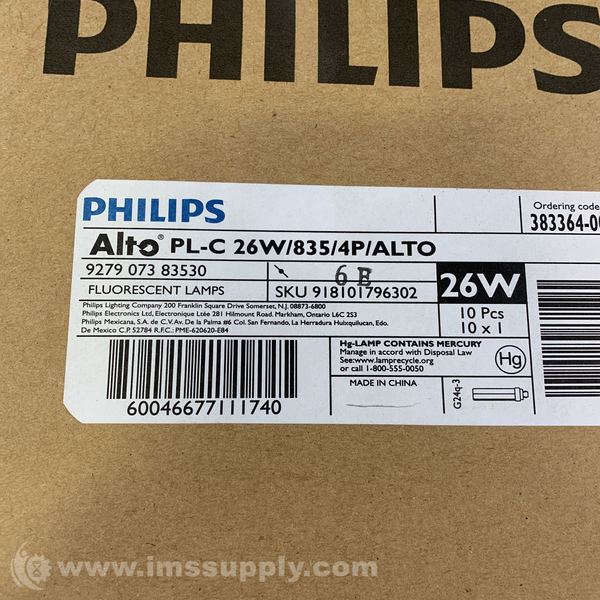 PHILIPS
PHILIPS
Ordering code
383364-0
Alto® PL-C 26W/835/4P/ALTO
9279 073 83530
6 E
26W
FLUORESCENT LAMPS
SKU 918101796302
10 Pcs
10 x 1
Philips Lighting Company 200 Franklin Square Drive Somerset, N.J. 08873-6800
Philips Electronics Ltd, Electronique Ltée 281 Hilmount Road. Markham, Ontario L6C 2S3
Philips Mexicana, S.A. de C.V. Av. De la Palma #6 Col. San Fernando, La Herradura Huixquilucan, Edo.
De Mexico C.P. 52784 R.F.C.: PME-620620-E84
Hg-LAMP CONTAINS MERCURY
Manage in accord with Disposal Law
See:www.lamprecycle.org
or call 1-800-555-0050
Hg
MADE IN CHINA
G24q-3
60046677111740
www.imssupply.com